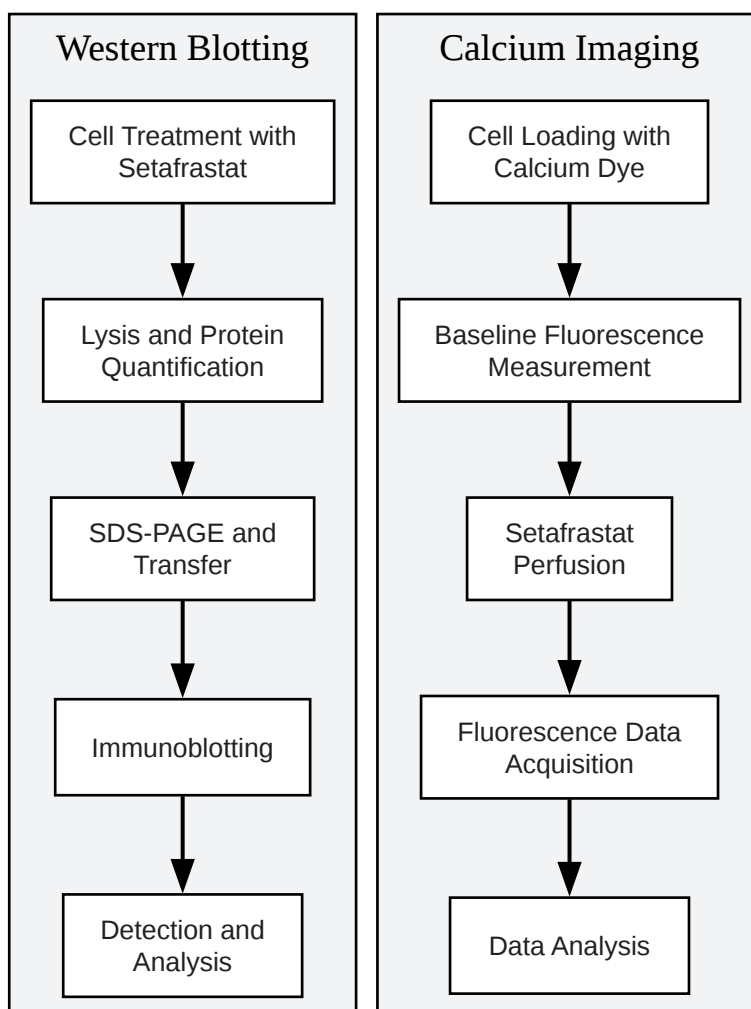 Western Blotting
Cell Treatment with
Setafrastat
Lysis and Protein
Quantification
SDS-PAGE and
Transfer
Immunoblotting
Detection and
Analysis
Calcium Imaging
Cell Loading with
Calcium Dye
Baseline Fluorescence
Measurement
Setafrastat
Perfusion
Fluorescence Data
Acquisition
Data Analysis